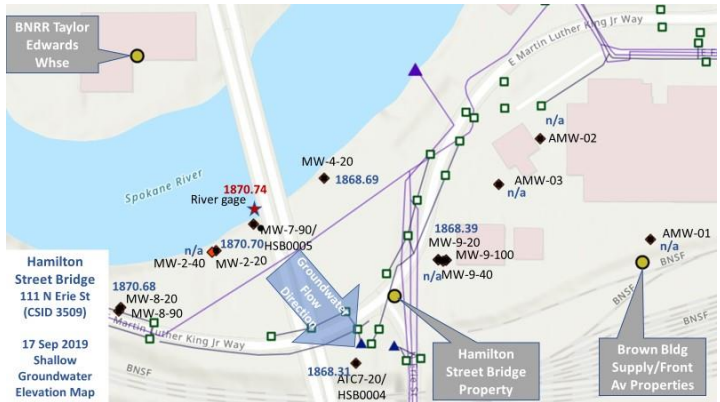 BNRR Taylor
Edwards
Whse
E Martin Luther King Jr Way
n/a
AMW-02
MW-4-20
1868.69
AMW-03
n/a
Spokane River
1870.74
River gage
MW-7-90/
HSB0005
1868.39
MW-9-20
MW-9-100
n/a
MW-9-40
AMW-01
n/a
BNSF
n/a
1870.70
MW-2-40
MW-2-20
Hamilton
Street Bridge
111 N Erie St
(CSID 3509)
17 Sep 2019
Shallow
Groundwater
Elevation Map
1870.68
MW-8-20
MW-8-90
E Martin Luther King Jr Way
Groundwater
Flow
Direction
BNSF
1868.31
ATC7-20/
HSB0004
Hamilton
Street Bridge
Property
BNSF
BNSF
Brown Bldg
Supply/Front
Av Properties